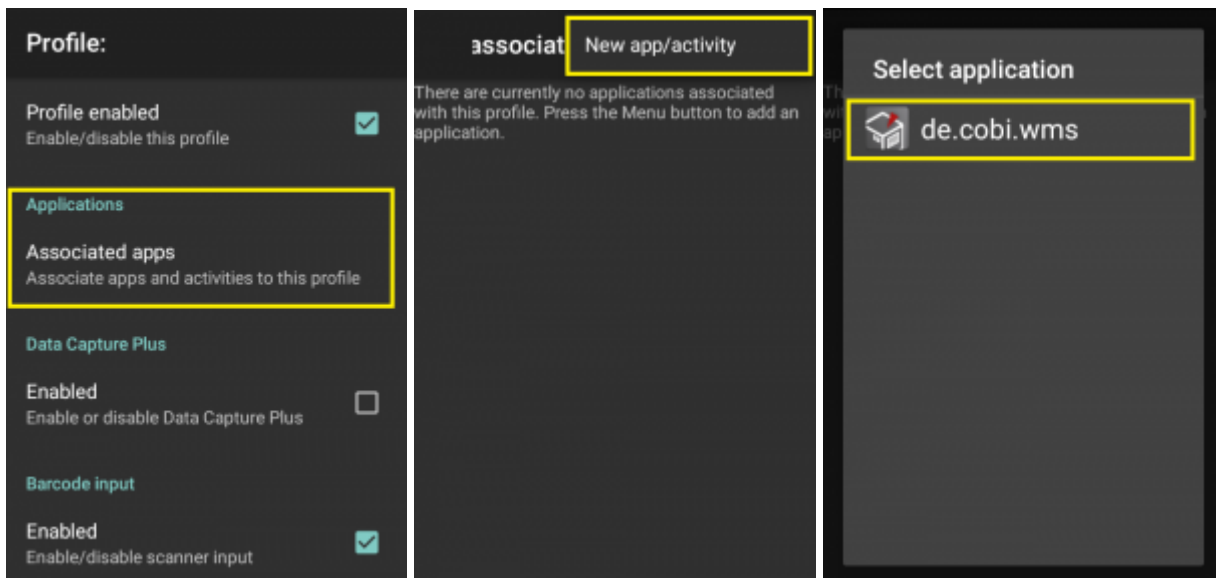 Profile:
Profile enabled
Enable/disable this profile
Applications
Associated apps
Associate apps and activities to this profile
Data Capture Plus
Enabled
Enable or disable Data Capture Plus
Barcode input
Enabled
Enable/disable scanner input
associat
New app/activity
There are currently no applications associated
with this profile. Press the Menu button to add an
application.
Select application
de.cobi.wms